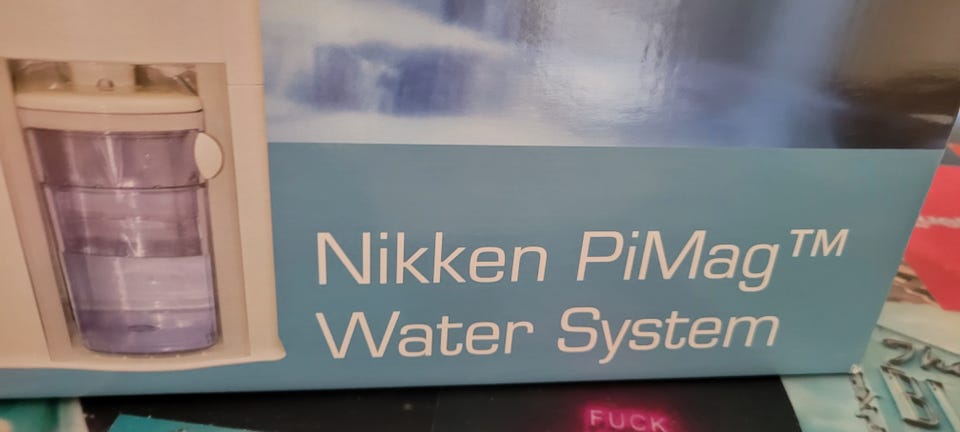 Nikken PiMag™
Water System
FUCK